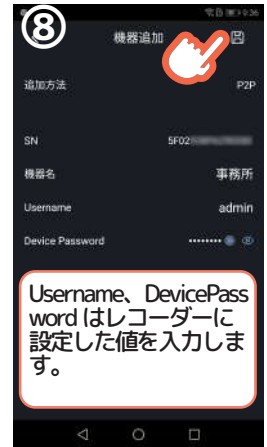 ⑧
9:36
機器追加
追加方法 P2P
SN 5F02
機器名 事務所
Username admin
Device Password ••••••••
Username、DevicePass
word はレコーダーに
設定した値を入力しま
す。